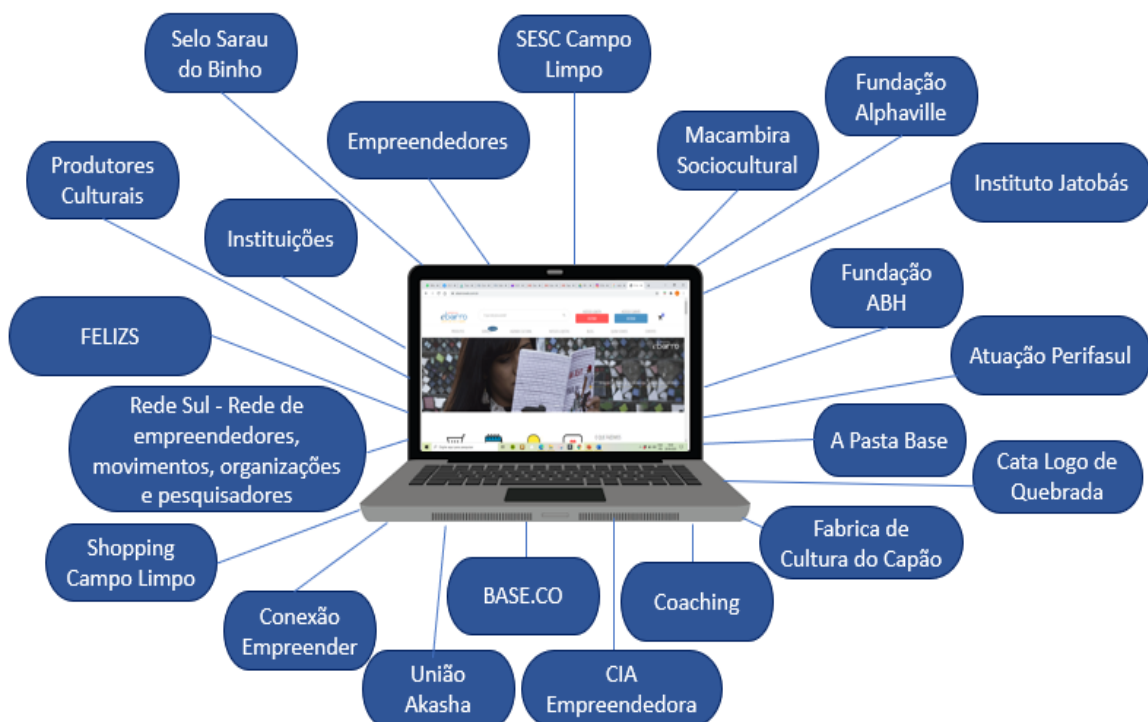 Selo Sarau
do Binho
SESC Campo
Limpo
Fundação
Alphaville
Empreendedores
Macambira
Sociocultural
Produtores
Culturais
Instituto Jatobás
Instituições
Fundação
ABH
FELIZS
Atuação Perifasul
Rede Sul - Rede de
empreendedores,
movimentos, organizações
e pesquisadores
A Pasta Base
Cata Logo de
Quebrada
Shopping
Campo Limpo
Fabrica de
Cultura do Capão
Conexão
Empreender
BASE.CO
Coaching
União
Akasha
CIA
Empreendedora
ebairro